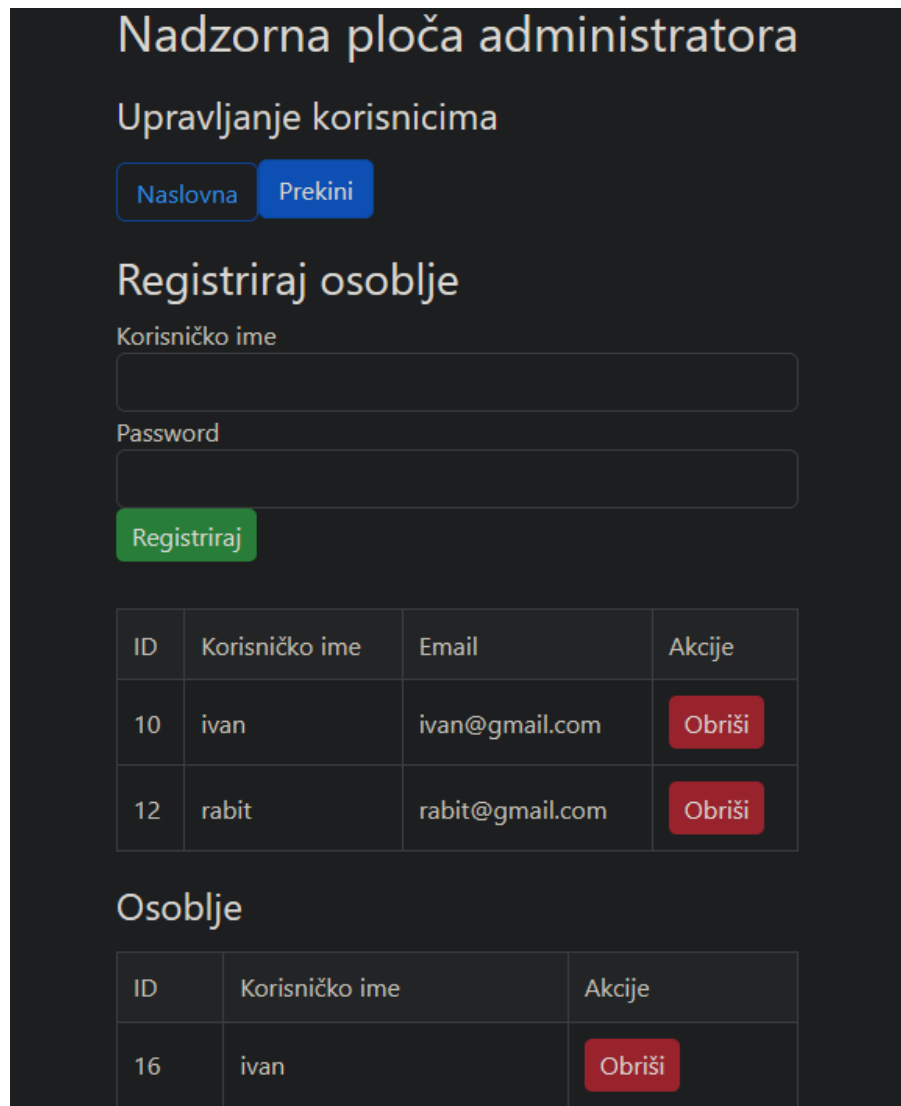 Nadzorna ploča administratora
Upravljanje korisnicima
Naslovna Prekini
Registriraj osoblje
Korisničko ime
Password
Registriraj
ID Korisničko ime Email Akcije
10 ivan ivan@gmail.com Obriši
12 rabit rabit@gmail.com Obriši
Osoblje
ID Korisničko ime Akcije
16 ivan Obriši